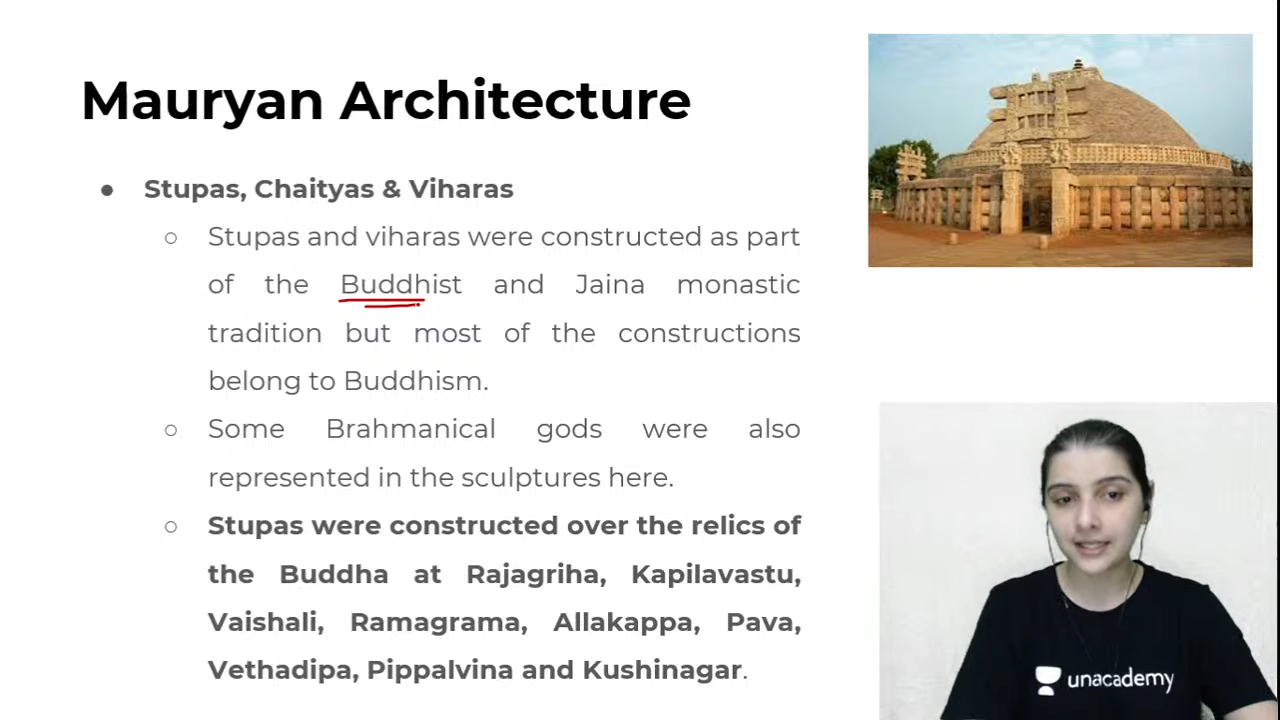 Mauryan Architecture
● Stupas, Chaityas & Viharas
○ Stupas and viharas were constructed as part
of the Buddhist and Jaina monastic
tradition but most of the constructions
belong to Buddhism.
○ Some Brahmanical gods were also
represented in the sculptures here.
○ Stupas were constructed over the relics of
the Buddha at Rajagriha, Kapilavastu,
Vaishali, Ramagrama, Allakappa, Pava,
Vethadipa, Pippalvina and Kushinagar.
unacademy